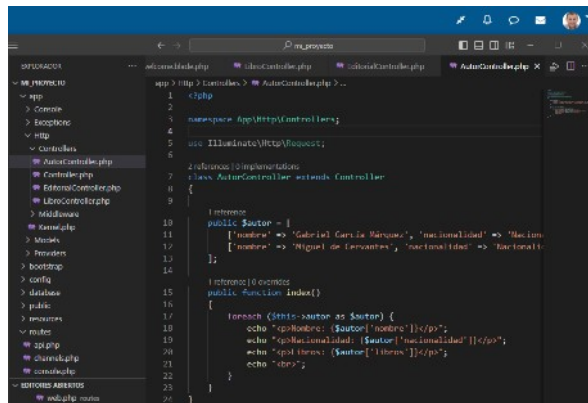 mi_proyecto
EXPLORADOR
MI_PROYECTO
app
Console
Exceptions
Http
Controllers
AutorController.php
Controller.php
EditorialController.php
LibroController.php
Middleware
Kernel.php
Models
Providers
bootstrap
config
database
public
resources
routes
api.php
channels.php
console.php
EDITORES ABIERTOS
web.php routes
welcome.blade.php LibroController.php EditorialController.php AutorController.php X
app > Http > Controllers > AutorController.php > ...
1 <?php
2
3 namespace App\Http\Controllers;
4
5 use Illuminate\Http\Request;
6
2 references | 0 implementations
7 class AutorController extends Controller
8 {
9
1 reference
10 public $autor = [
11 ['nombre' => 'Gabriel García Márquez', 'nacionalidad' => 'Nacion
12 ['nombre' => 'Miguel de Cervantes', 'nacionalidad' => 'Nacionali
13 ];
14
1 reference | 0 overrides
15 public function index()
16 {
17 foreach ($this->autor as $autor) {
18 echo "<p>Nombre: {$autor['nombre']}</p>";
19 echo "<p>Nacionalidad: {$autor['nacionalidad']}</p>";
20 echo "<p>Libros: {$autor['libros']}</p>";
21 echo "<br>";
22 }
23 }
24 }